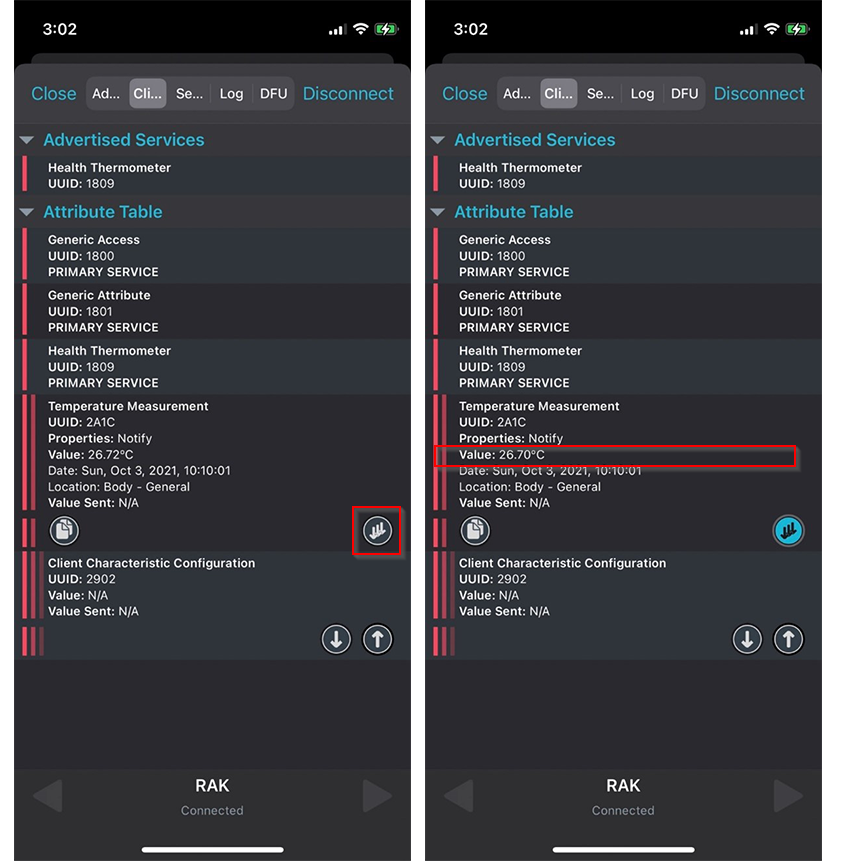 3:02
Close Ad... Cli... Se... Log DFU Disconnect
Advertised Services
Health Thermometer
UUID: 1809
Attribute Table
Generic Access
UUID: 1800
PRIMARY SERVICE
Generic Attribute
UUID: 1801
PRIMARY SERVICE
Health Thermometer
UUID: 1809
PRIMARY SERVICE
Temperature Measurement
UUID: 2A1C
Properties: Notify
Value: 26.72°C
Date: Sun, Oct 3, 2021, 10:10:01
Location: Body - General
Value Sent: N/A
Client Characteristic Configuration
UUID: 2902
Value: N/A
Value Sent: N/A
RAK
Connected
3:02
Close Ad... Cli... Se... Log DFU Disconnect
Advertised Services
Health Thermometer
UUID: 1809
Attribute Table
Generic Access
UUID: 1800
PRIMARY SERVICE
Generic Attribute
UUID: 1801
PRIMARY SERVICE
Health Thermometer
UUID: 1809
PRIMARY SERVICE
Temperature Measurement
UUID: 2A1C
Properties: Notify
Value: 26.70°C
Date: Sun, Oct 3, 2021, 10:10:01
Location: Body - General
Value Sent: N/A
Client Characteristic Configuration
UUID: 2902
Value: N/A
Value Sent: N/A
RAK
Connected